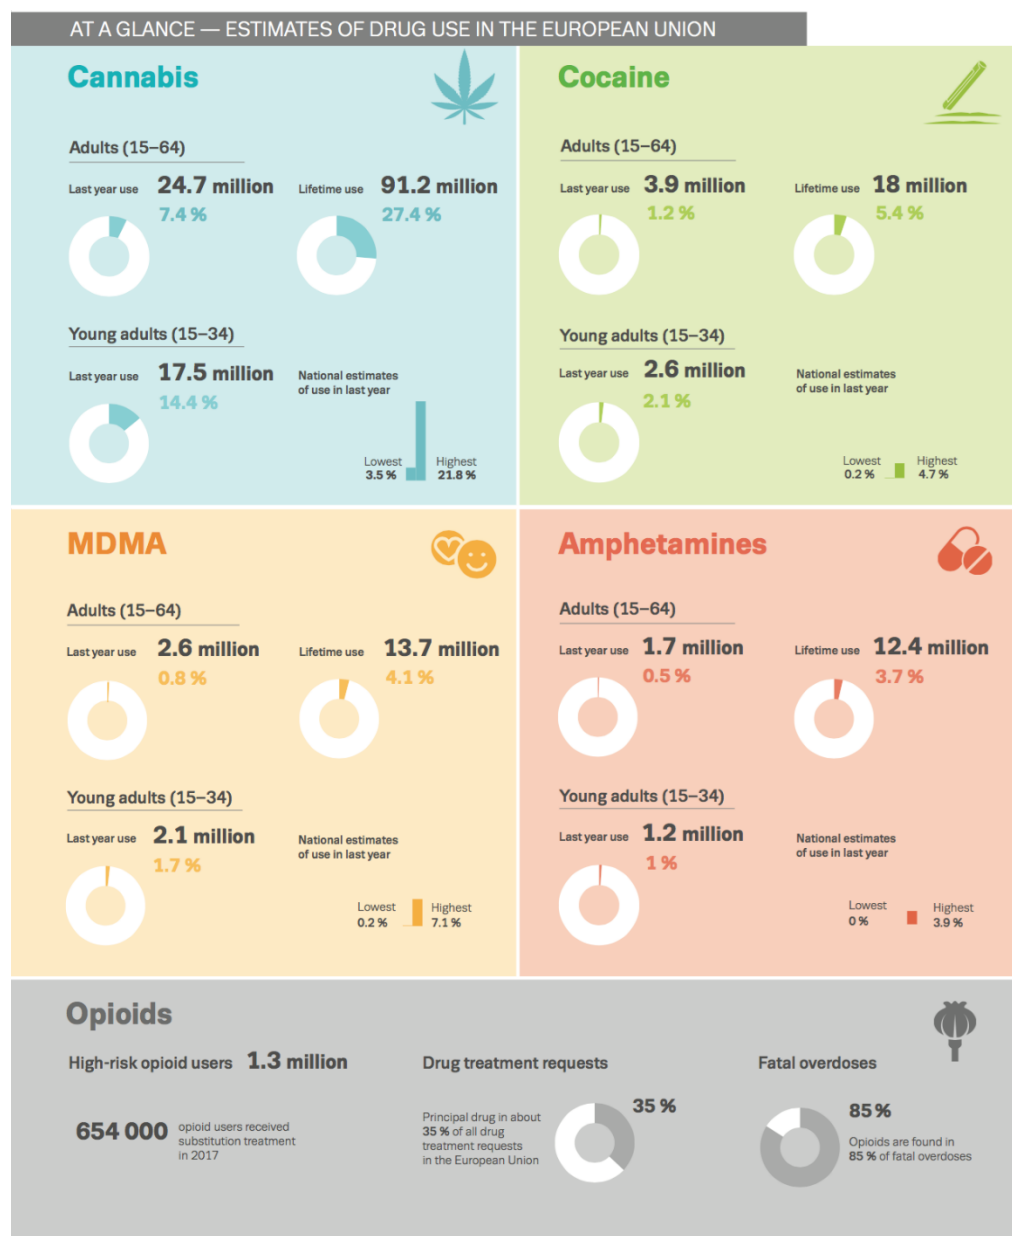 AT A GLANCE — ESTIMATES OF DRUG USE IN THE EUROPEAN UNION
Cannabis
Adults (15–64)
Last year use 24.7 million
7.4 %
Lifetime use 91.2 million
27.4 %
Young adults (15–34)
Last year use 17.5 million
14.4 %
National estimates
of use in last year
Lowest
3.5 %
Highest
21.8 %
Cocaine
Adults (15–64)
Last year use 3.9 million
1.2 %
Lifetime use 18 million
5.4 %
Young adults (15–34)
Last year use 2.6 million
2.1 %
National estimates
of use in last year
Lowest
0.2 %
Highest
4.7 %
MDMA
Adults (15–64)
Last year use 2.6 million
0.8 %
Lifetime use 13.7 million
4.1 %
Young adults (15–34)
Last year use 2.1 million
1.7 %
National estimates
of use in last year
Lowest
0.2 %
Highest
7.1 %
Amphetamines
Adults (15–64)
Last year use 1.7 million
0.5 %
Lifetime use 12.4 million
3.7 %
Young adults (15–34)
Last year use 1.2 million
1 %
National estimates
of use in last year
Lowest
0 %
Highest
3.9 %
Opioids
High-risk opioid users 1.3 million
654 000
opioid users received
substitution treatment
in 2017
Drug treatment requests
Principal drug in about
35 % of all drug
treatment requests
in the European Union
35 %
Fatal overdoses
85 %
Opioids are found in
85 % of fatal overdoses